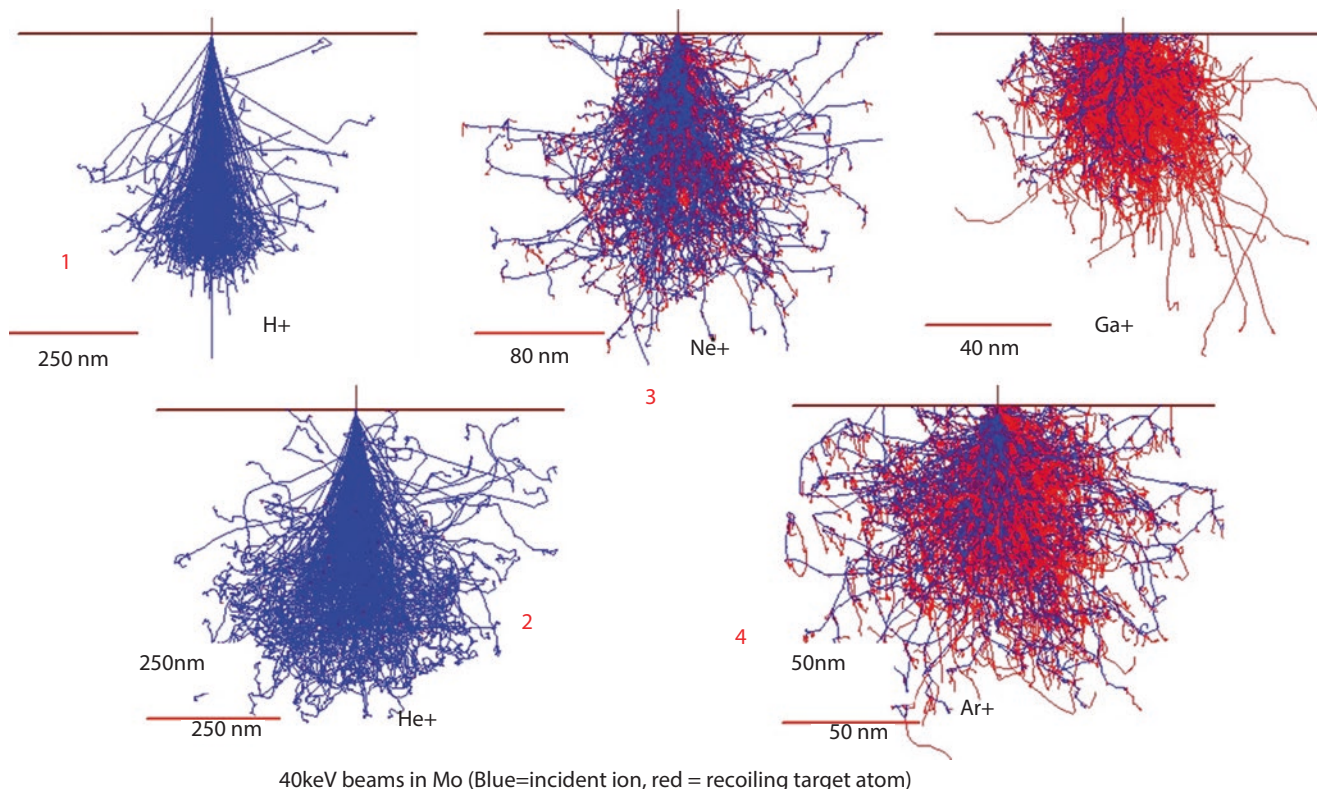 1
H+
250 nm
Ne+
80 nm
Ga+
40 nm
3
2
250nm
He+
250 nm
4
50nm
Ar+
50 nm
40keV beams in Mo (Blue=incident ion, red = recoiling target atom)